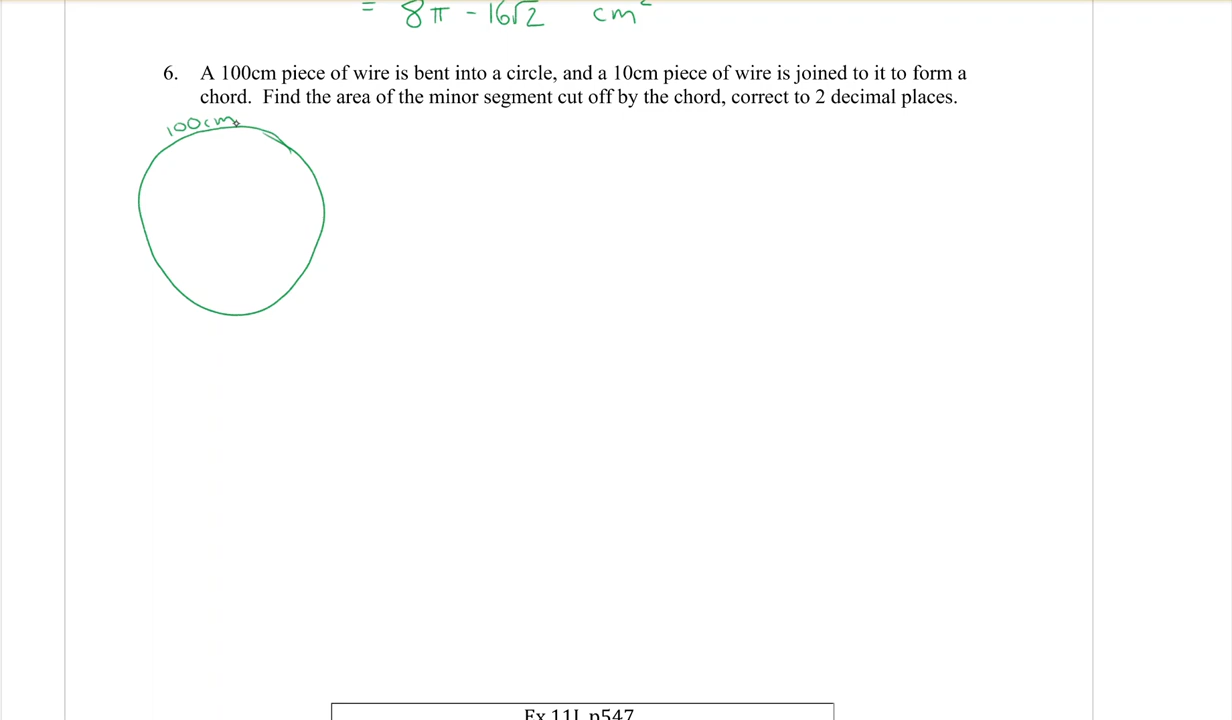 = 8π - 16√2 cm²
6. A 100cm piece of wire is bent into a circle, and a 10cm piece of wire is joined to it to form a
chord. Find the area of the minor segment cut off by the chord, correct to 2 decimal places.
100cm
Ex 11J p547